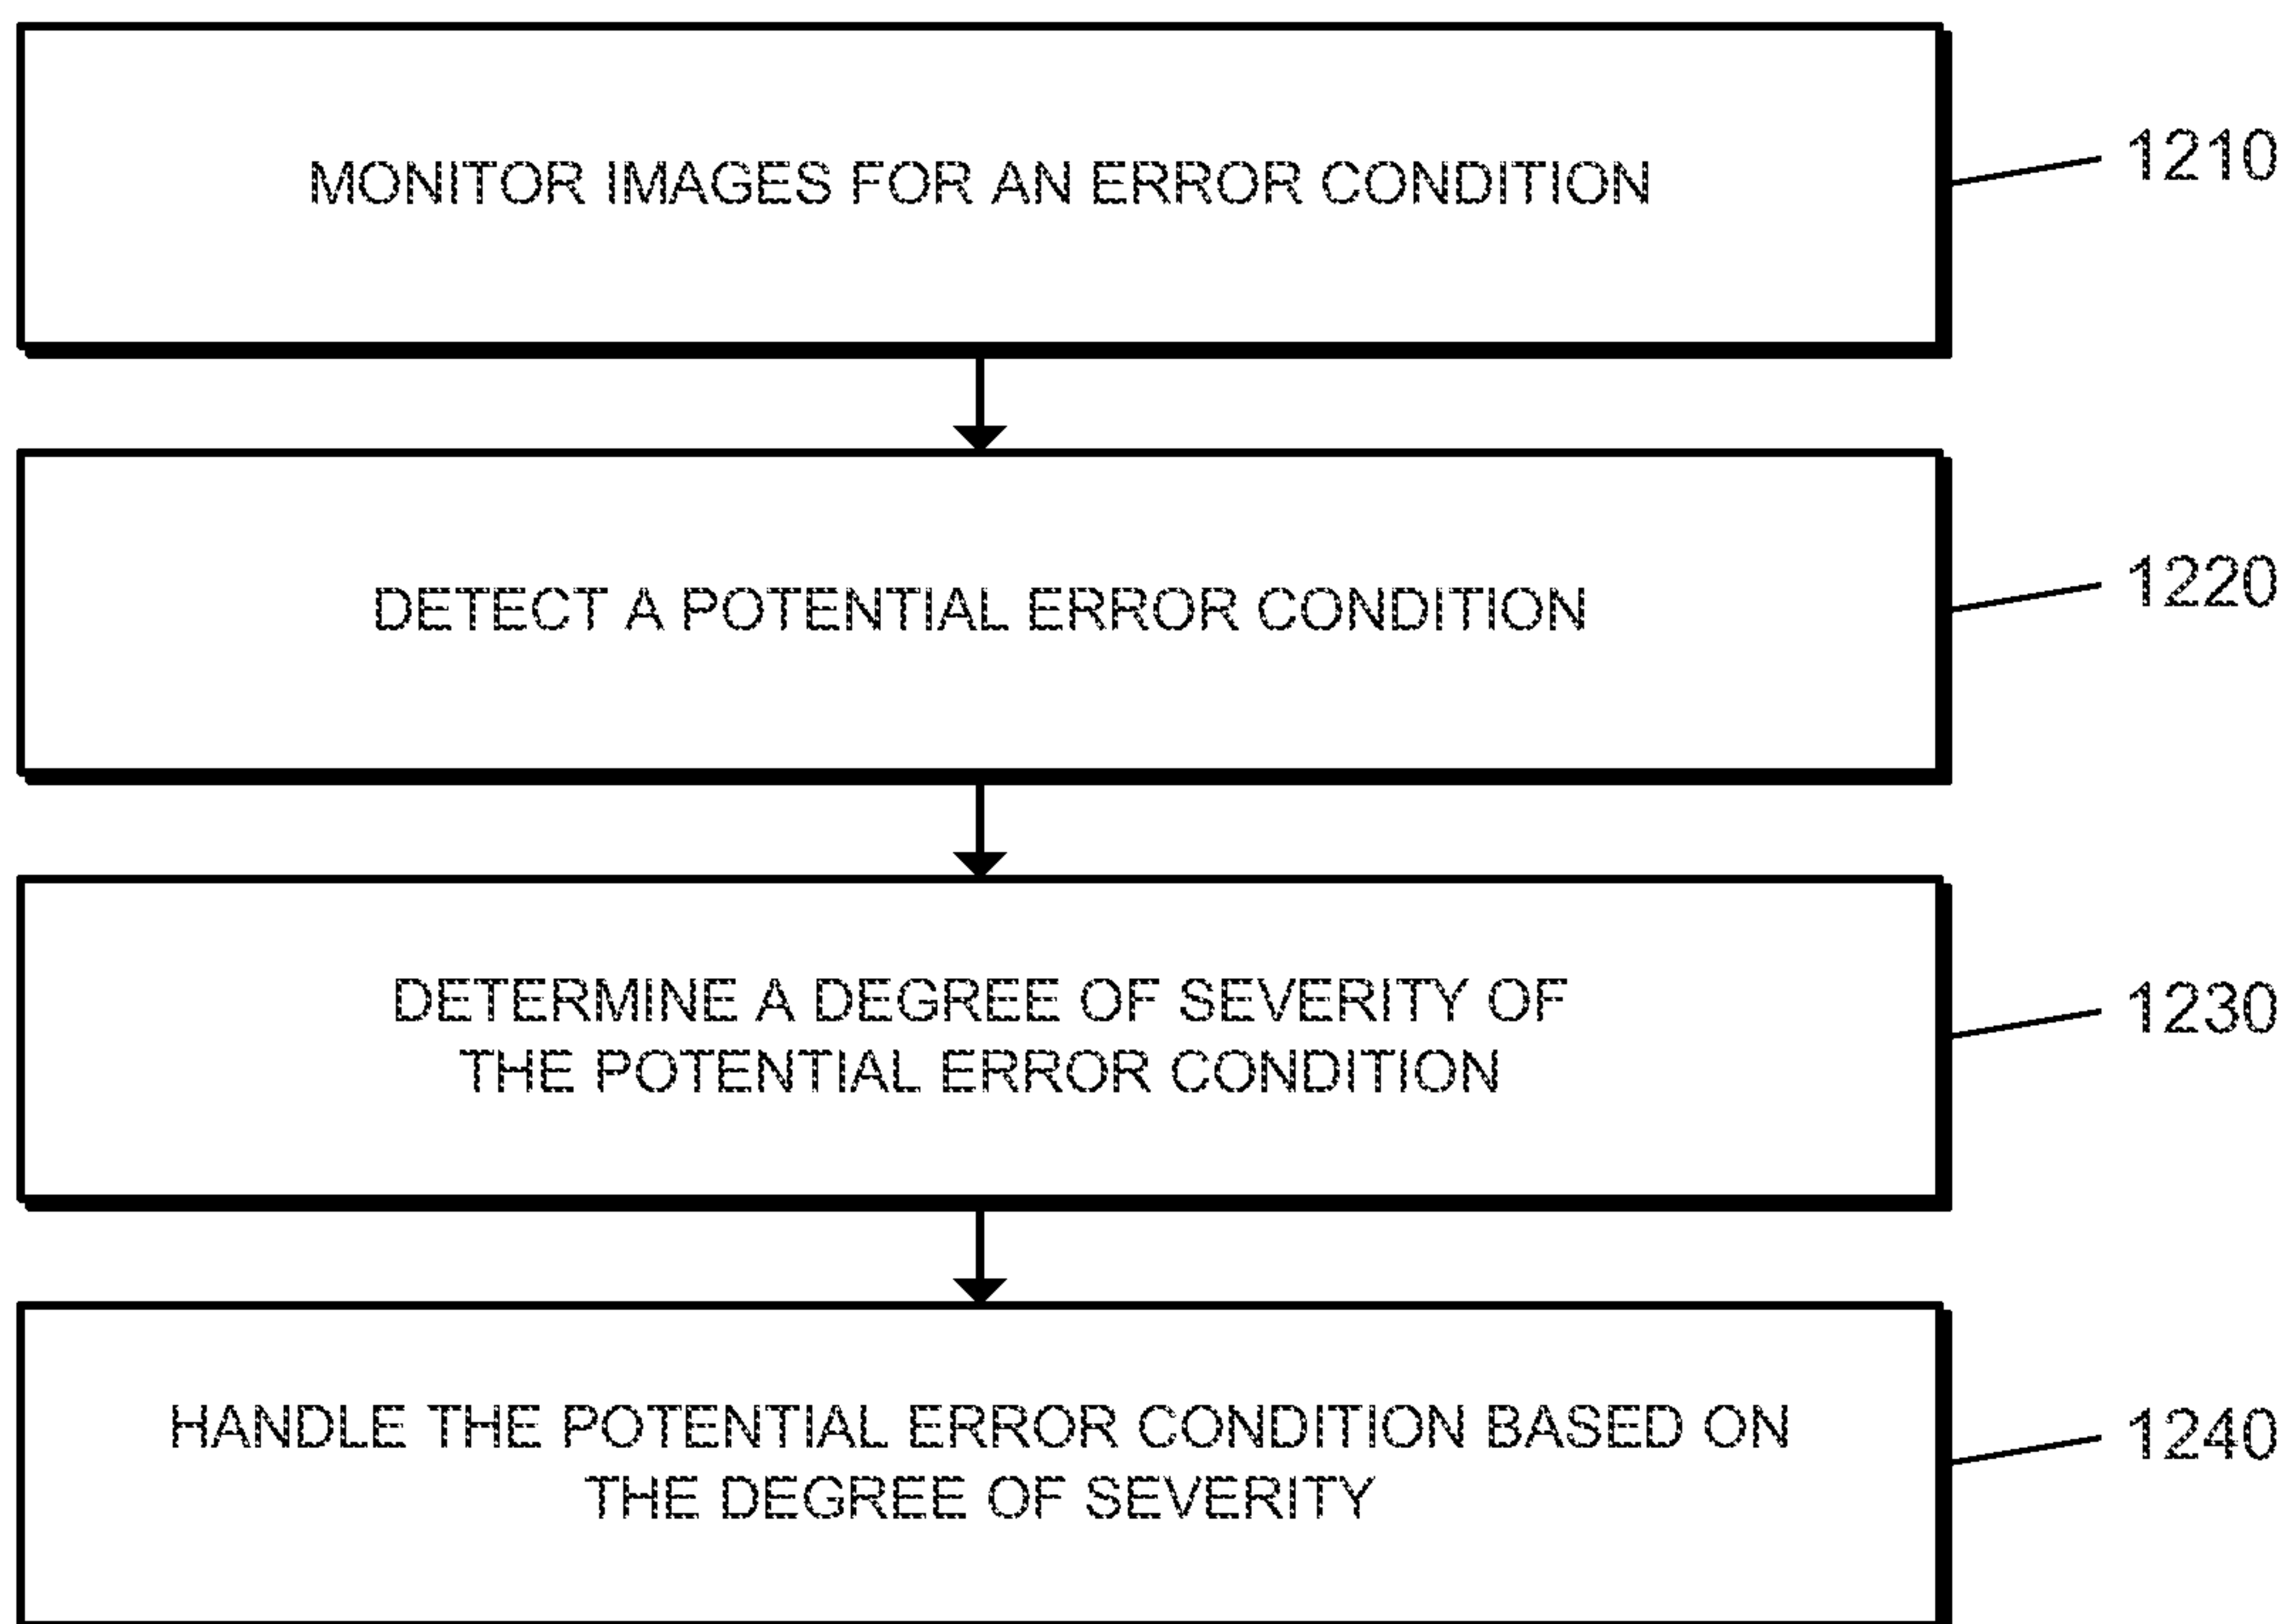 MONITOR IMAGES FOR AN ERROR CONDITION
1210
DETECT A POTENTIAL ERROR CONDITION
1220
DETERMINE A DEGREE OF SEVERITY OF
THE POTENTIAL ERROR CONDITION
1230
HANDLE THE POTENTIAL ERROR CONDITION BASED ON
THE DEGREE OF SEVERITY
1240